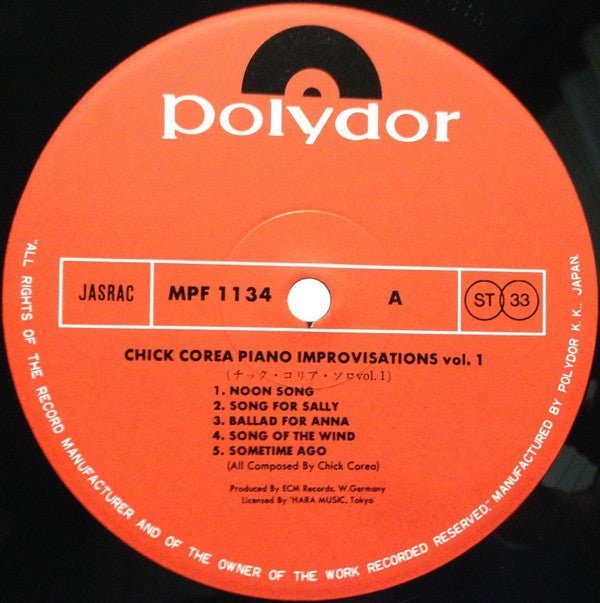 polydor
JASRAC MPF 1134 A ST 33
CHICK COREA PIANO IMPROVISATIONS vol. 1
(チック・コリア・ソロvol.1)
1. NOON SONG
2. SONG FOR SALLY
3. BALLAD FOR ANNA
4. SONG OF THE WIND
5. SOMETIME AGO
(All Composed By Chick Corea)
Produced By ECM Records, W.Germany
Licensed By 'HARA MUSIC, Tokyo
"ALL RIGHTS OF THE RECORD MANUFACTURER AND OF THE OWNER OF THE WORK RECORDED RESERVED," MANUFACTURED BY POLYDOR K.K., JAPAN.